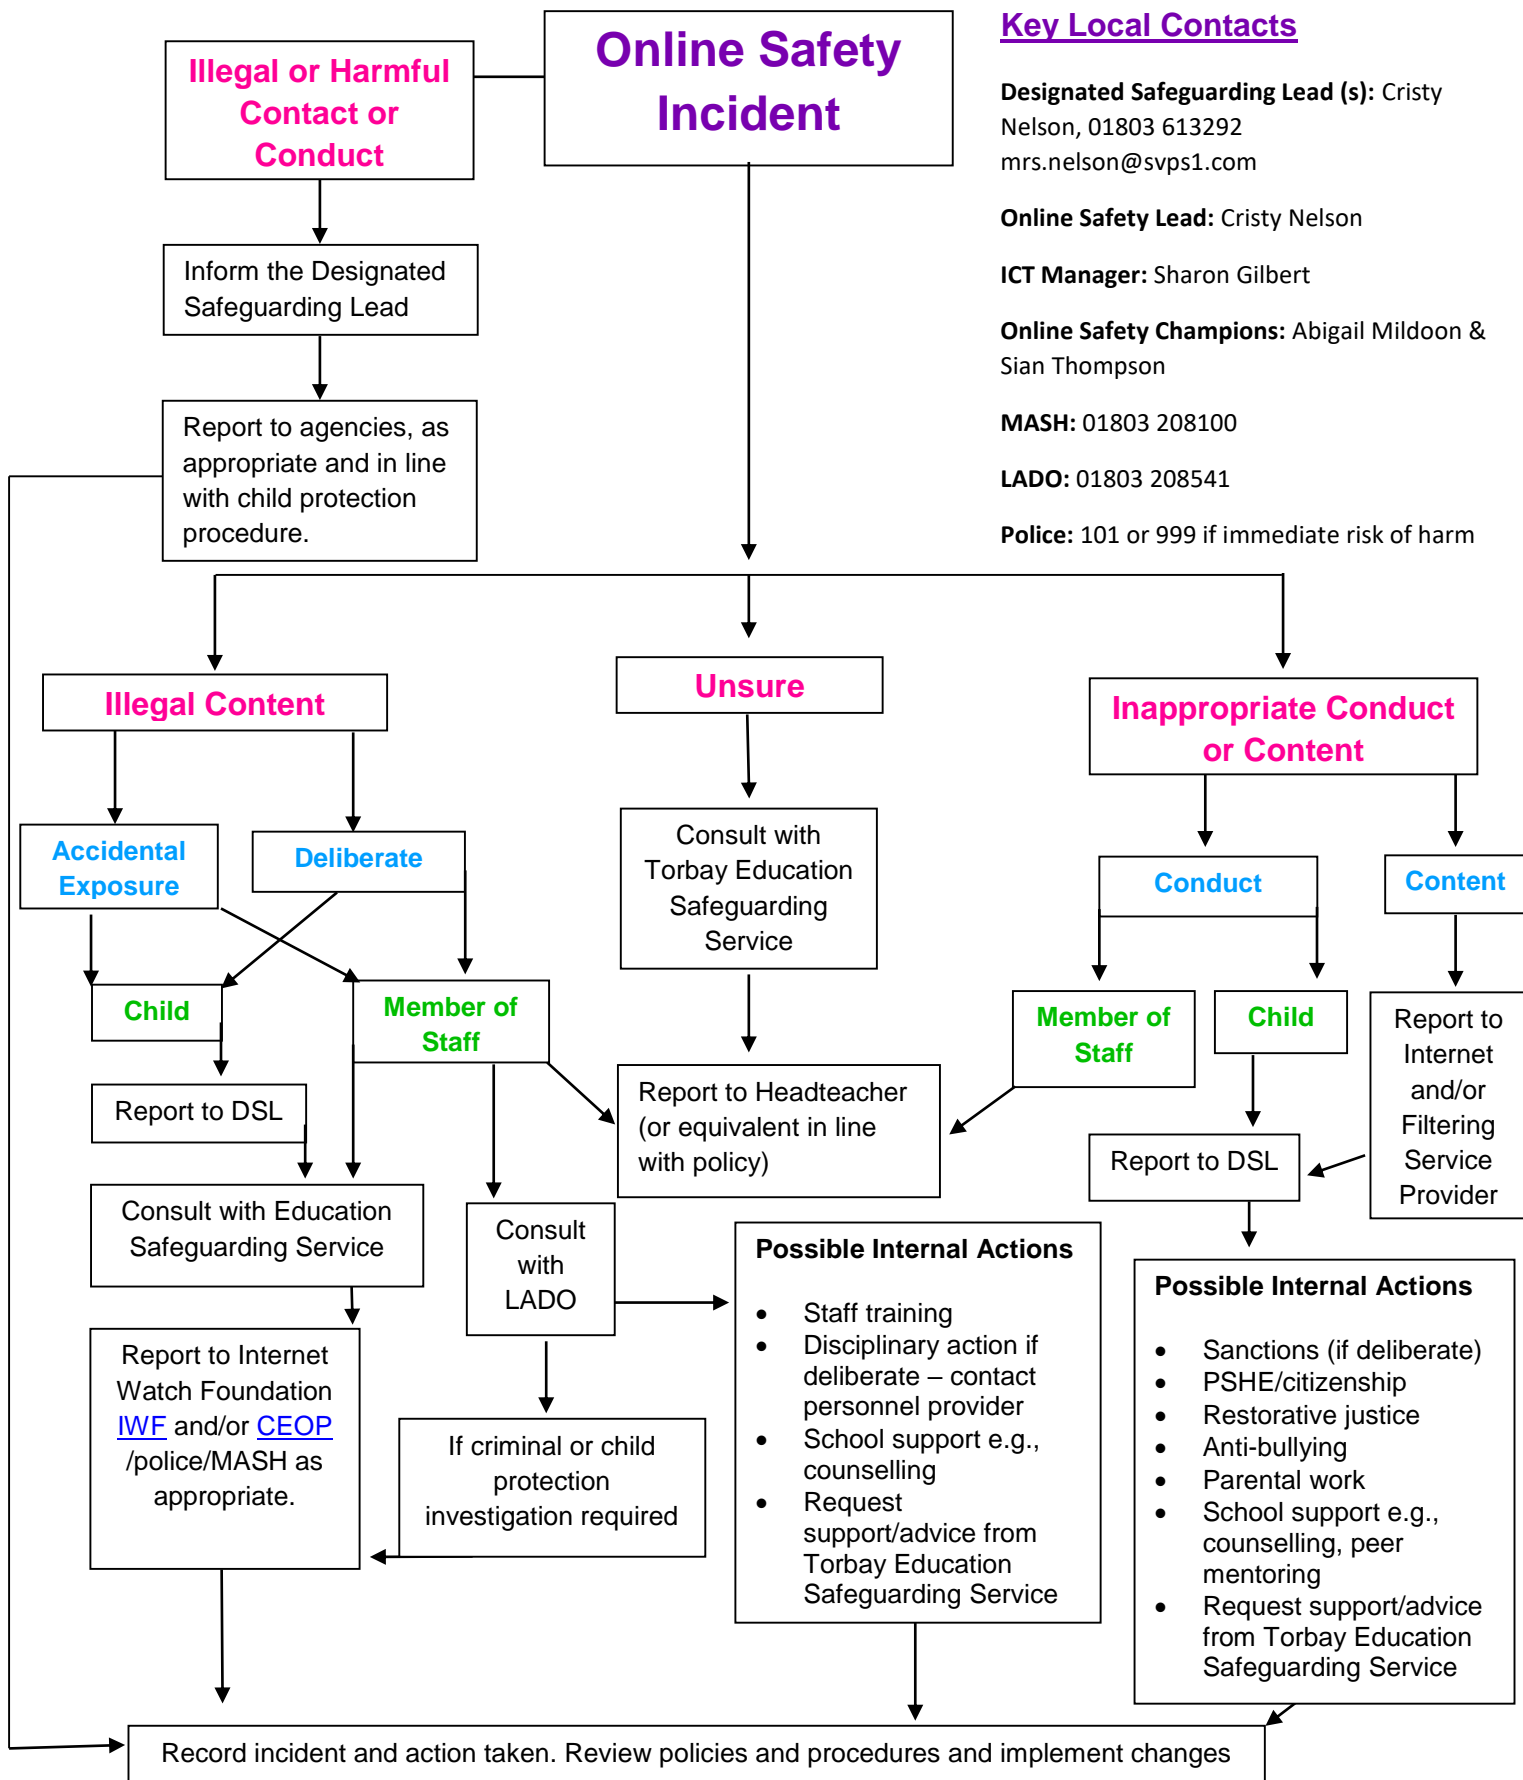 Online Safety
Incident
Illegal or Harmful
Contact or
Conduct
Inform the Designated
Safeguarding Lead
Report to agencies, as
appropriate and in line
with child protection
procedure.
Key Local Contacts
Designated Safeguarding Lead (s): Cristy
Nelson, 01803 613292
mrs.nelson@svps1.com
Online Safety Lead: Cristy Nelson
ICT Manager: Sharon Gilbert
Online Safety Champions: Abigail Mildoon &
Sian Thompson
MASH: 01803 208100
LADO: 01803 208541
Police: 101 or 999 if immediate risk of harm
Illegal Content
Accidental
Exposure
Deliberate
Child
Member of
Staff
Report to DSL
Consult with Education
Safeguarding Service
Report to Internet
Watch Foundation
IWF and/or CEOP
/police/MASH as
appropriate.
Consult
with
LADO
If criminal or child
protection
investigation required
Unsure
Consult with
Torbay Education
Safeguarding
Service
Report to Headteacher
(or equivalent in line
with policy)
Possible Internal Actions
• Staff training
• Disciplinary action if
deliberate – contact
personnel provider
• School support e.g.,
counselling
• Request
support/advice from
Torbay Education
Safeguarding Service
Inappropriate Conduct
or Content
Conduct
Content
Member of
Staff
Child
Report to
Internet
and/or
Filtering
Service
Provider
Report to DSL
Possible Internal Actions
• Sanctions (if deliberate)
• PSHE/citizenship
• Restorative justice
• Anti-bullying
• Parental work
• School support e.g.,
counselling, peer
mentoring
• Request support/advice
from Torbay Education
Safeguarding Service
Record incident and action taken. Review policies and procedures and implement changes